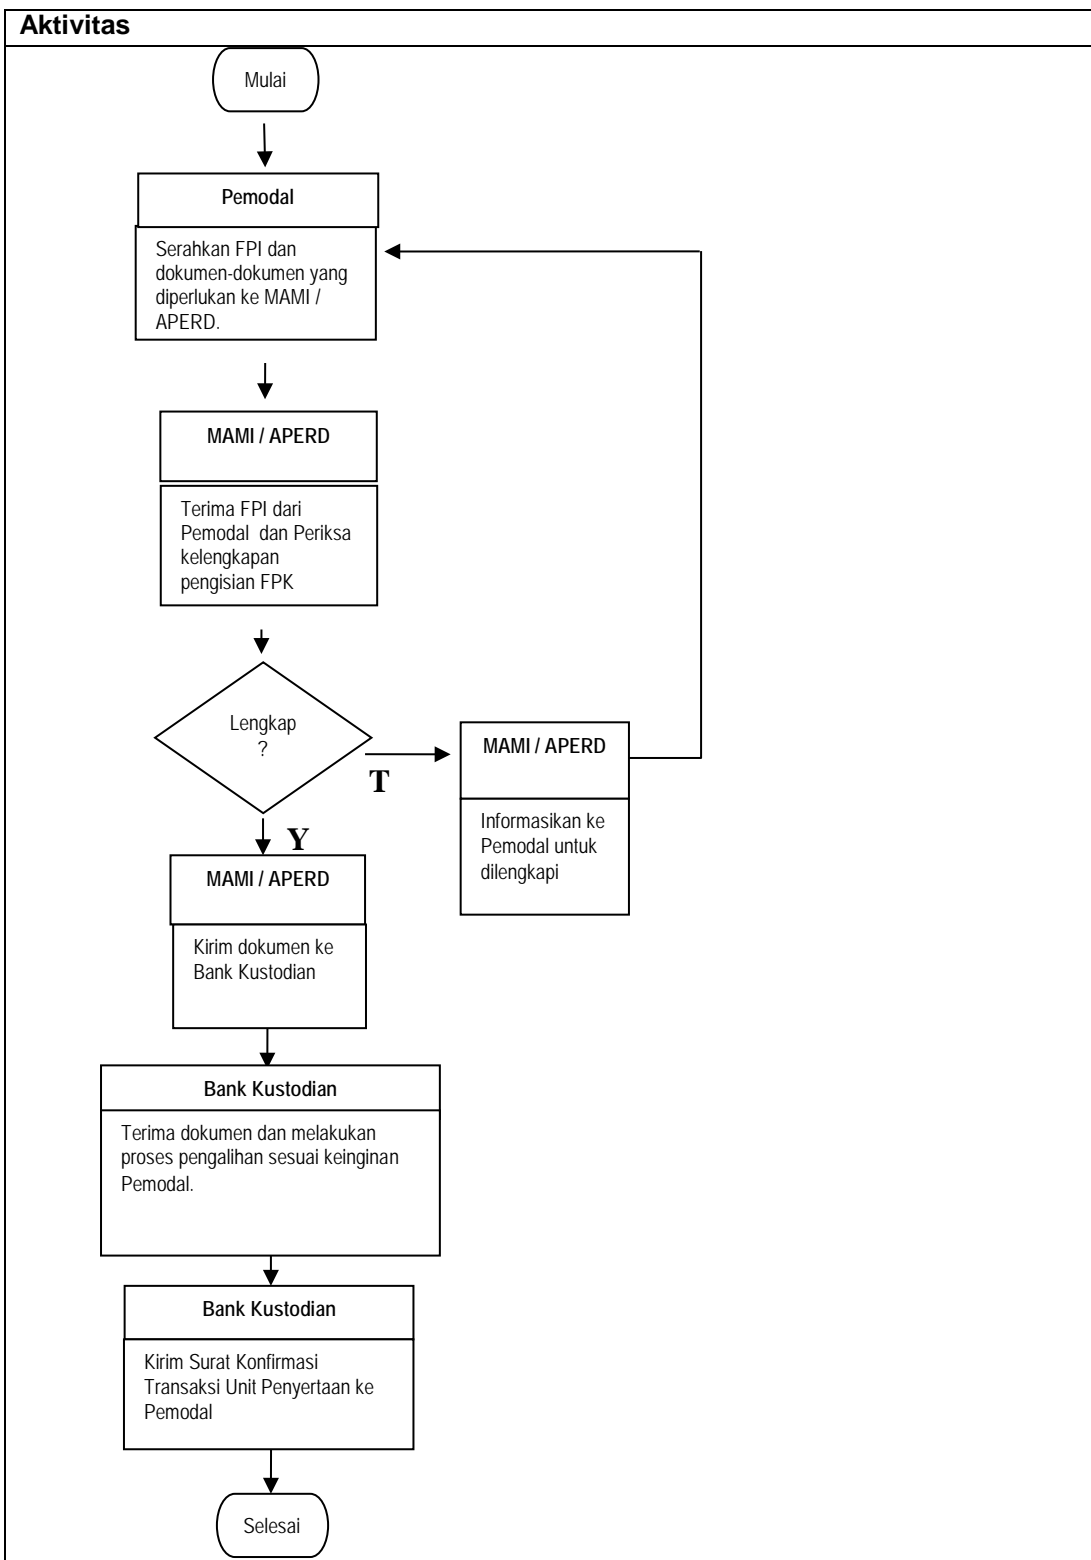 Aktivitas
Mulai
Pemodal
Serahkan FPI dan
dokumen-dokumen yang
diperlukan ke MAMI /
APERD.
MAMI / APERD
Terima FPI dari
Pemodal dan Periksa
kelengkapan
pengisian FPK
Lengkap
?
T
MAMI / APERD
Informasikan ke
Pemodal untuk
dilengkapi
Y
MAMI / APERD
Kirim dokumen ke
Bank Kustodian
Bank Kustodian
Terima dokumen dan melakukan
proses pengalihan sesuai keinginan
Pemodal.
Bank Kustodian
Kirim Surat Konfirmasi
Transaksi Unit Penyertaan ke
Pemodal
Selesai